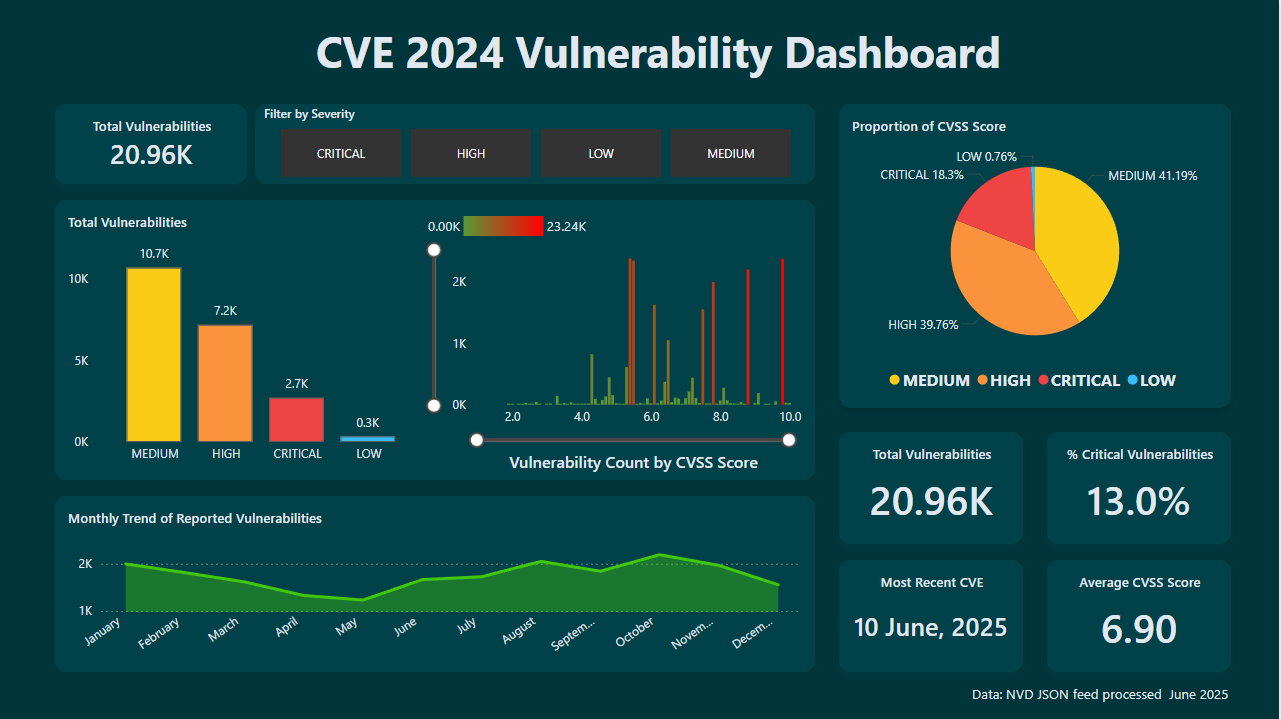 CVE 2024 Vulnerability Dashboard
Total Vulnerabilities
20.96K
Filter by Severity
CRITICAL
HIGH
LOW
MEDIUM
Total Vulnerabilities
10.7K
7.2K
2.7K
0.3K
10K
5K
0K
MEDIUM
HIGH
CRITICAL
LOW
0.00K
23.24K
2K
1K
0K
2.0
4.0
6.0
8.0
10.0
Vulnerability Count by CVSS Score
Monthly Trend of Reported Vulnerabilities
2K
1K
January
February
March
April
May
June
July
August
Septem...
October
Novem...
Decem...
Proportion of CVSS Score
LOW 0.76%
CRITICAL 18.3%
MEDIUM 41.19%
HIGH 39.76%
MEDIUM
HIGH
CRITICAL
LOW
Total Vulnerabilities
20.96K
% Critical Vulnerabilities
13.0%
Most Recent CVE
10 June, 2025
Average CVSS Score
6.90
Data: NVD JSON feed processed  June 2025